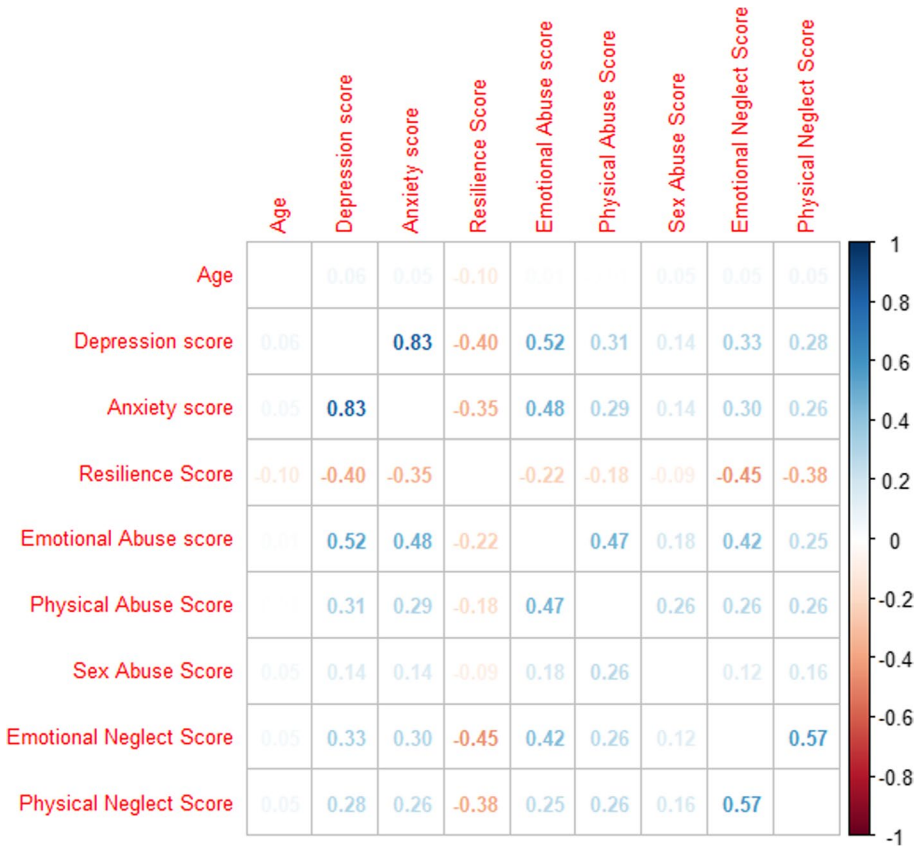 Age
Depression score
Anxiety score
Resilience Score
Emotional Abuse score
Physical Abuse Score
Sex Abuse Score
Emotional Neglect Score
Physical Neglect Score
Age 0.06 0.05 -0.10 0.05 0.05 0.05
Depression score 0.06 0.83 -0.40 0.52 0.31 0.14 0.33 0.28
Anxiety score 0.05 0.83 -0.35 0.48 0.29 0.14 0.30 0.26
Resilience Score -0.10 -0.40 -0.35 -0.22 -0.18 -0.09 -0.45 -0.38
Emotional Abuse score 0.52 0.48 -0.22 0.47 0.18 0.42 0.25
Physical Abuse Score 0.31 0.29 -0.18 0.47 0.26 0.26 0.26
Sex Abuse Score 0.05 0.14 0.14 -0.09 0.18 0.26 0.12 0.16
Emotional Neglect Score 0.05 0.33 0.30 -0.45 0.42 0.26 0.12 0.57
Physical Neglect Score 0.05 0.28 0.26 -0.38 0.25 0.26 0.16 0.57
1
0.8
0.6
0.4
0.2
0
-0.2
-0.4
-0.6
-0.8
-1